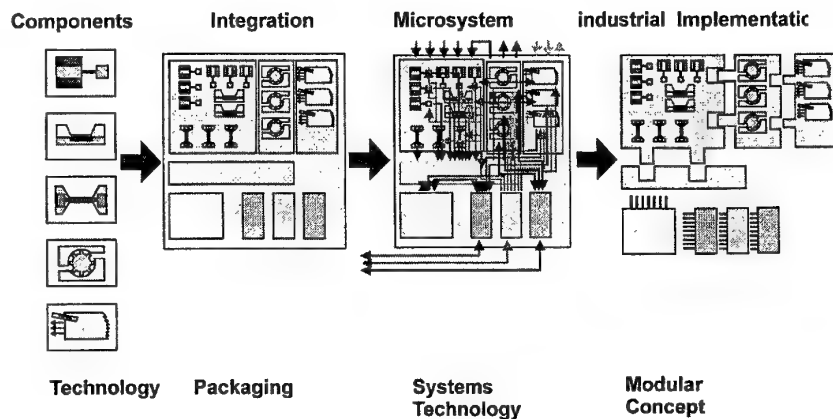 Components
Integration
Microsystem
industrial Implementatic
Technology
Packaging
Systems
Technology
Modular
Concept